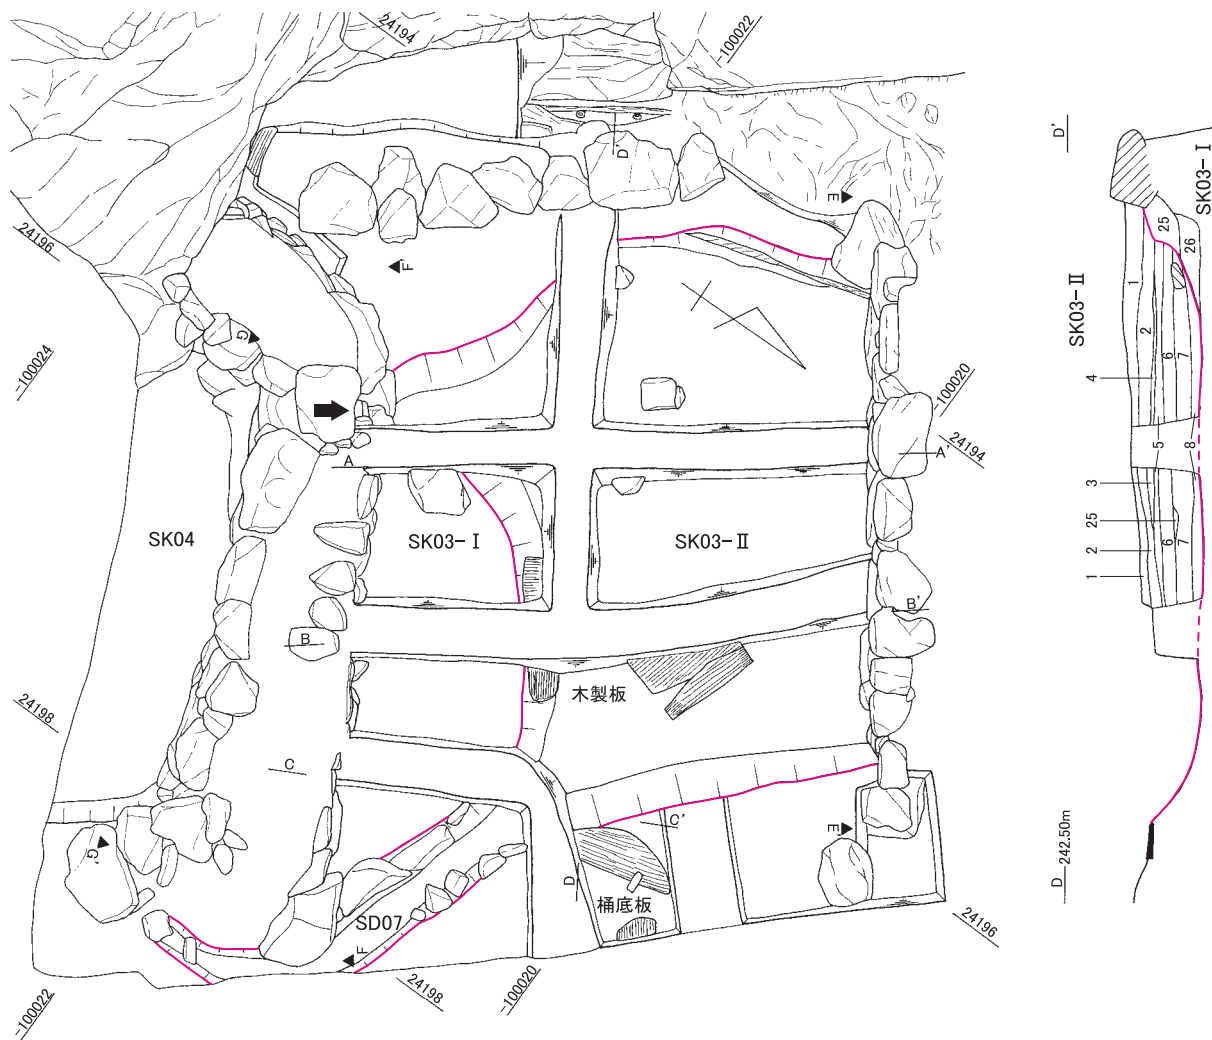 24194
-100022
D'
E
24196
F'
G
-100024
-100020
24194
A
A'
SK04
SK03-Ⅰ
SK03-Ⅱ
B
B'
24198
木製板
C
C'
E'
G'
D
桶底板
SD07
F
24196
24198
-100020
-100022
D'
SK03-Ⅰ
25
26
SK03-Ⅱ
1
2
6
7
4
5
8
3
25
6
7
2
1
D 242.50m